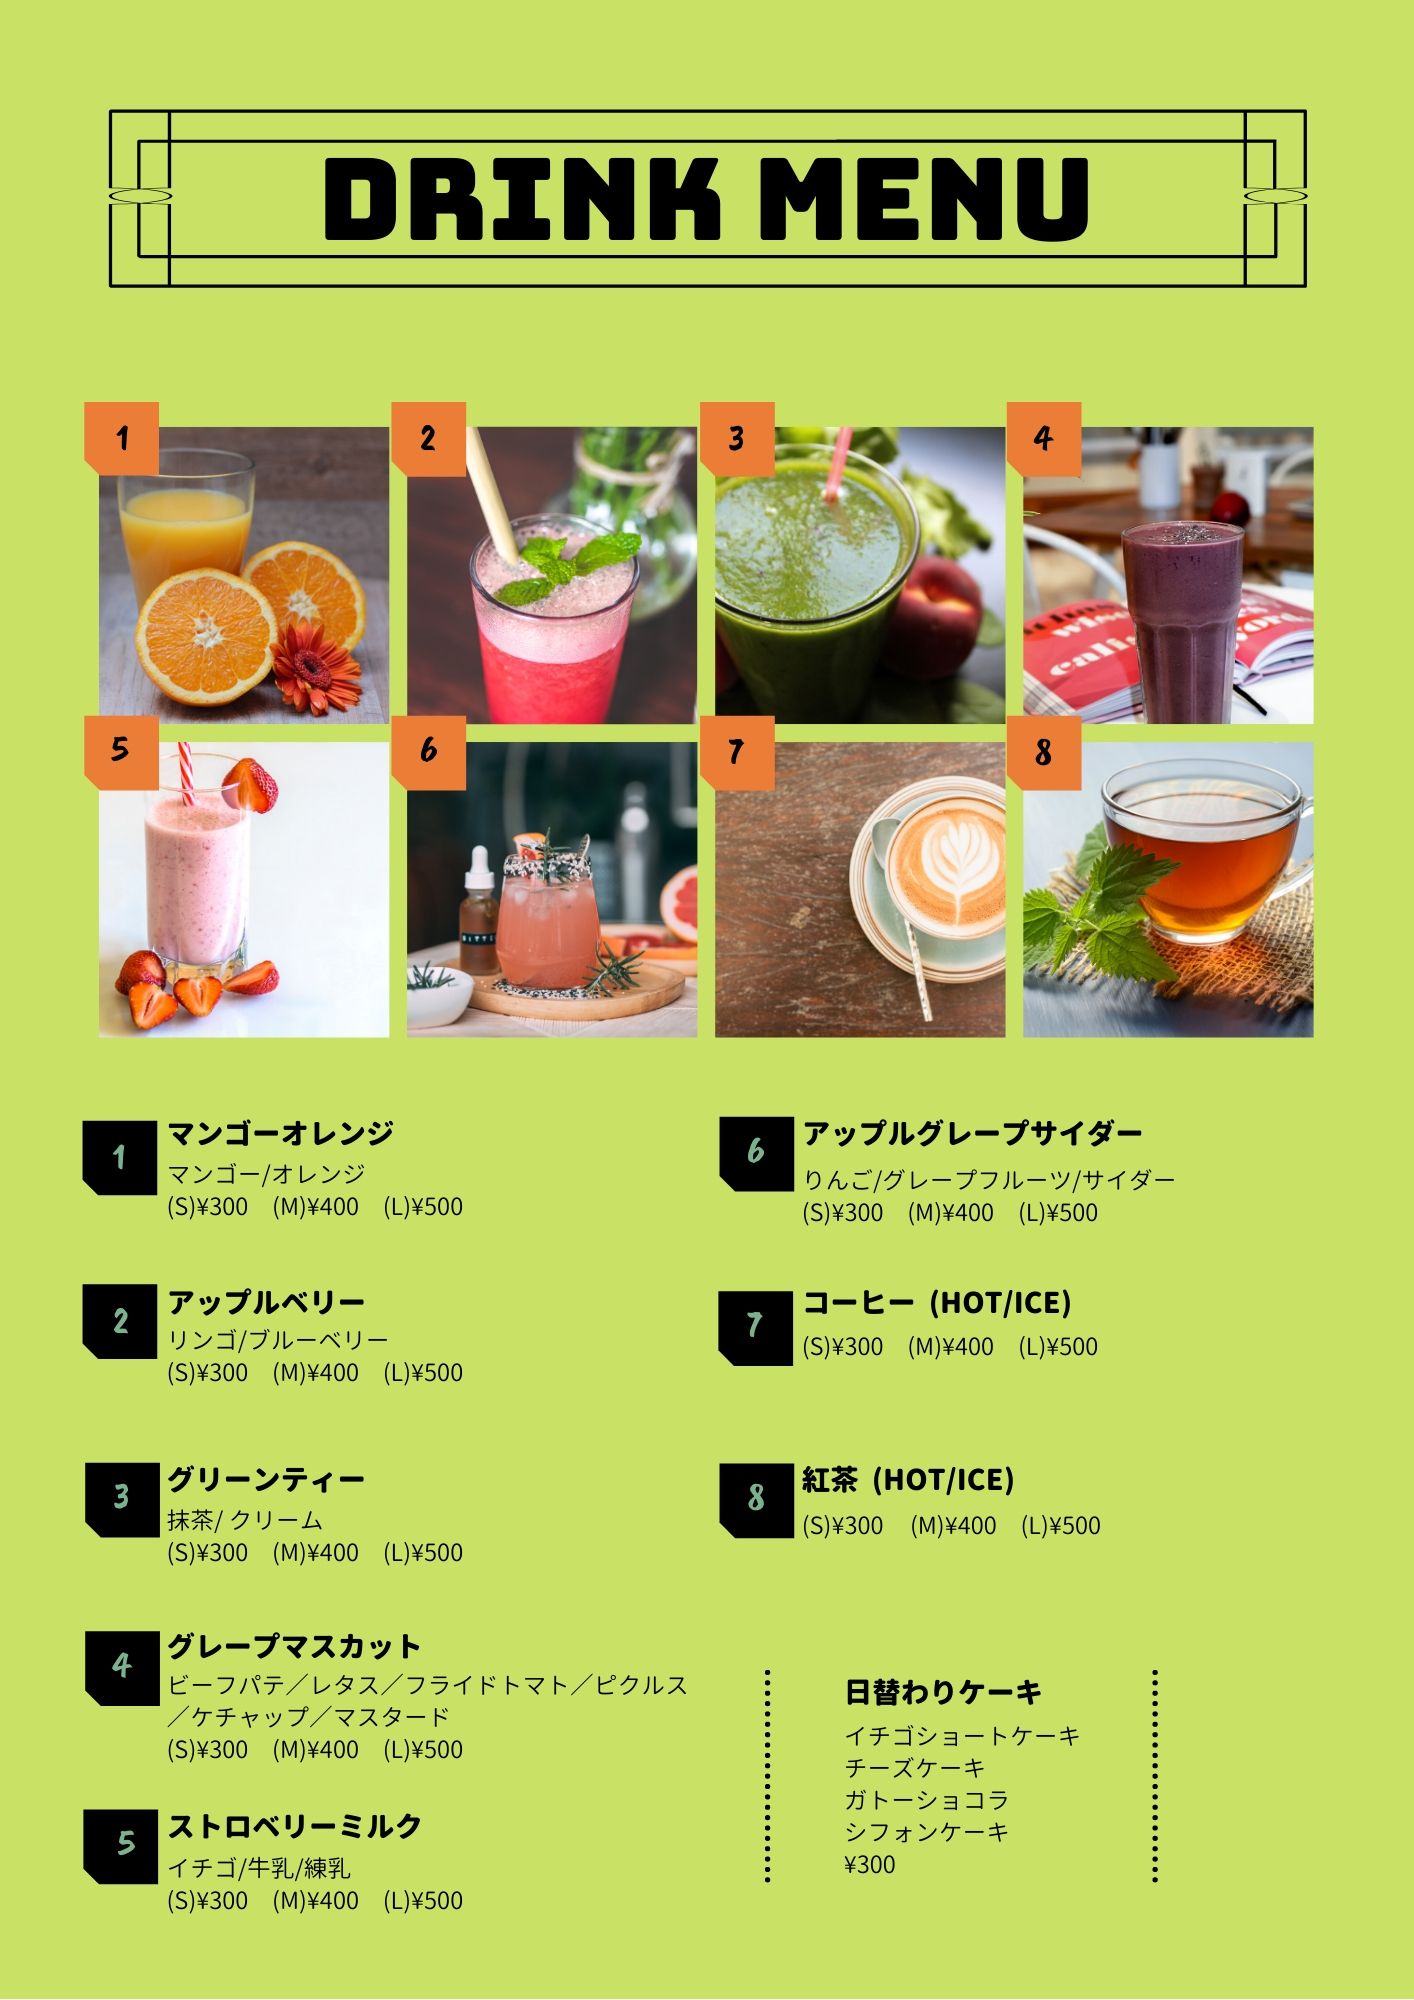 DRINK MENU
1
2
3
4
5
6
7
8
1
マンゴーオレンジ
マンゴー/オレンジ
(S)¥300 (M)¥400 (L)¥500
2
アップルベリー
リンゴ/ブルーベリー
(S)¥300 (M)¥400 (L)¥500
3
グリーンティー
抹茶/ クリーム
(S)¥300 (M)¥400 (L)¥500
4
グレープマスカット
ビーフパテ／レタス／フライドトマト／ピクルス
／ケチャップ／マスタード
(S)¥300 (M)¥400 (L)¥500
5
ストロベリーミルク
イチゴ/牛乳/練乳
(S)¥300 (M)¥400 (L)¥500
6
アップルグレープサイダー
りんご/グレープフルーツ/サイダー
(S)¥300 (M)¥400 (L)¥500
7
コーヒー (HOT/ICE)
(S)¥300 (M)¥400 (L)¥500
8
紅茶 (HOT/ICE)
(S)¥300 (M)¥400 (L)¥500
日替わりケーキ
イチゴショートケーキ
チーズケーキ
ガトーショコラ
シフォンケーキ
¥300